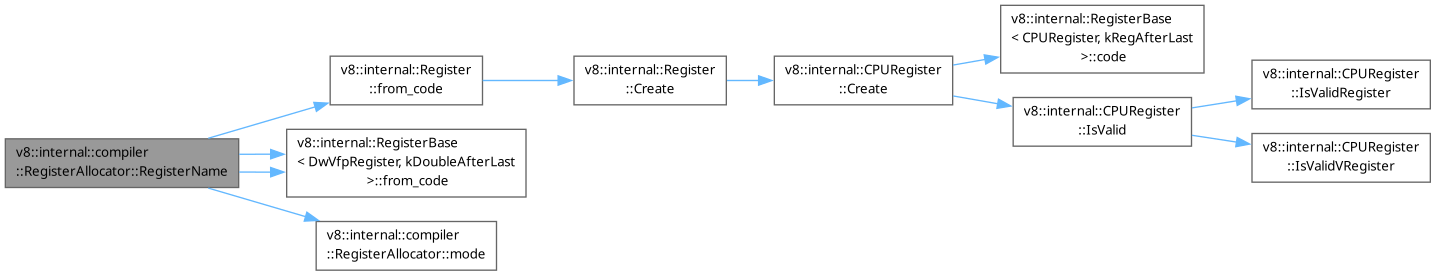 v8::internal::compiler
::RegisterAllocator::RegisterName
v8::internal::Register
::from_code
v8::internal::RegisterBase
< DwVfpRegister, kDoubleAfterLast
>::from_code
v8::internal::compiler
::RegisterAllocator::mode
v8::internal::Register
::Create
v8::internal::CPURegister
::Create
v8::internal::RegisterBase
< CPURegister, kRegAfterLast
>::code
v8::internal::CPURegister
::IsValid
v8::internal::CPURegister
::IsValidRegister
v8::internal::CPURegister
::IsValidVRegister